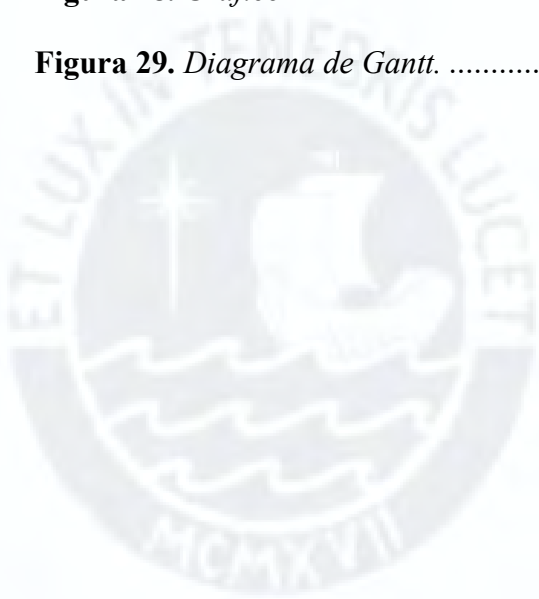 Figura 29. Diagrama de Gantt. ............
ET LUX IN TENEBRIS LUCET
MCMXVII